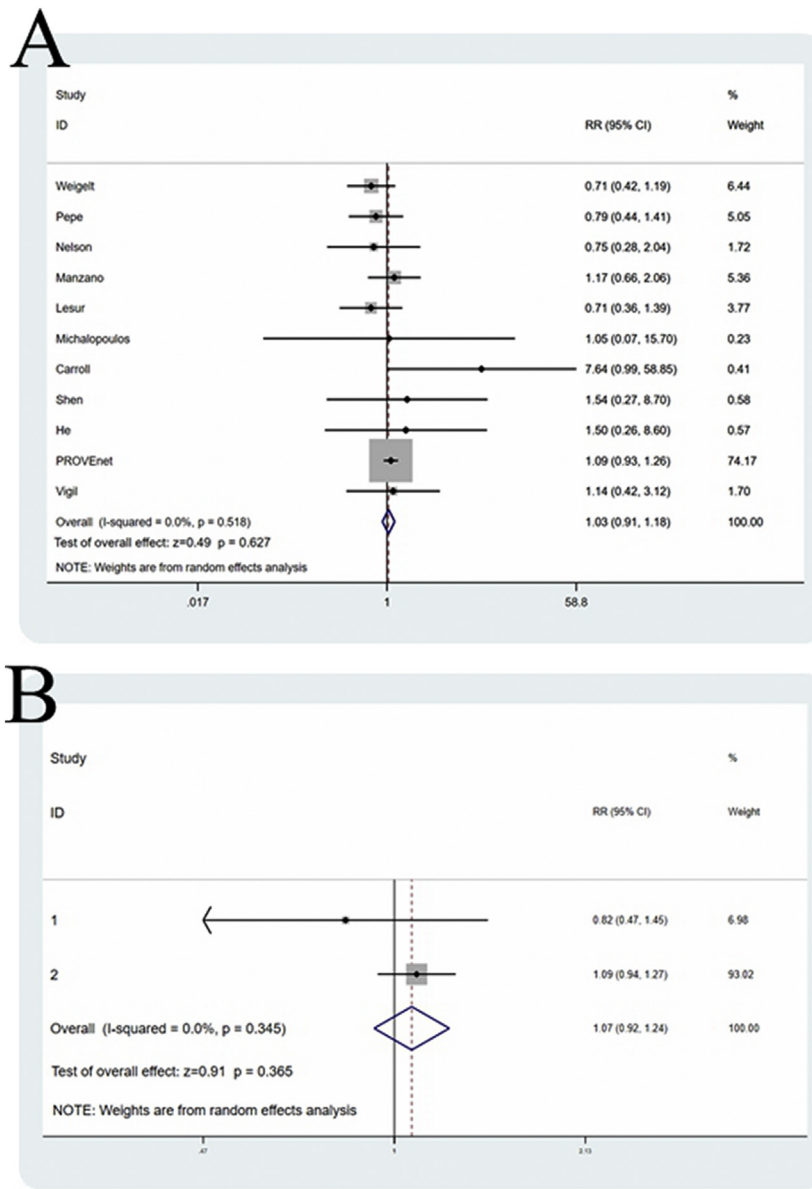 A
Study %
ID RR (95% CI) Weight
Weigelt 0.71 (0.42, 1.19) 6.44
Pepe 0.79 (0.44, 1.41) 5.05
Nelson 0.75 (0.28, 2.04) 1.72
Manzano 1.17 (0.66, 2.06) 5.36
Lesur 0.71 (0.36, 1.39) 3.77
Michalopoulos 1.05 (0.07, 15.70) 0.23
Carroll 7.64 (0.99, 58.85) 0.41
Shen 1.54 (0.27, 8.70) 0.58
He 1.50 (0.26, 8.60) 0.57
PROVEnet 1.09 (0.93, 1.26) 74.17
Vigil 1.14 (0.42, 3.12) 1.70
Overall (I-squared = 0.0%, p = 0.518) 1.03 (0.91, 1.18) 100.00
Test of overall effect: z=0.49 p = 0.627
NOTE: Weights are from random effects analysis
.017 1 58.8
B
Study %
ID RR (95% CI) Weight
1 0.82 (0.47, 1.45) 6.98
2 1.09 (0.94, 1.27) 93.02
Overall (I-squared = 0.0%, p = 0.345) 1.07 (0.92, 1.24) 100.00
Test of overall effect: z=0.91 p = 0.365
NOTE: Weights are from random effects analysis
.47 1 2.13